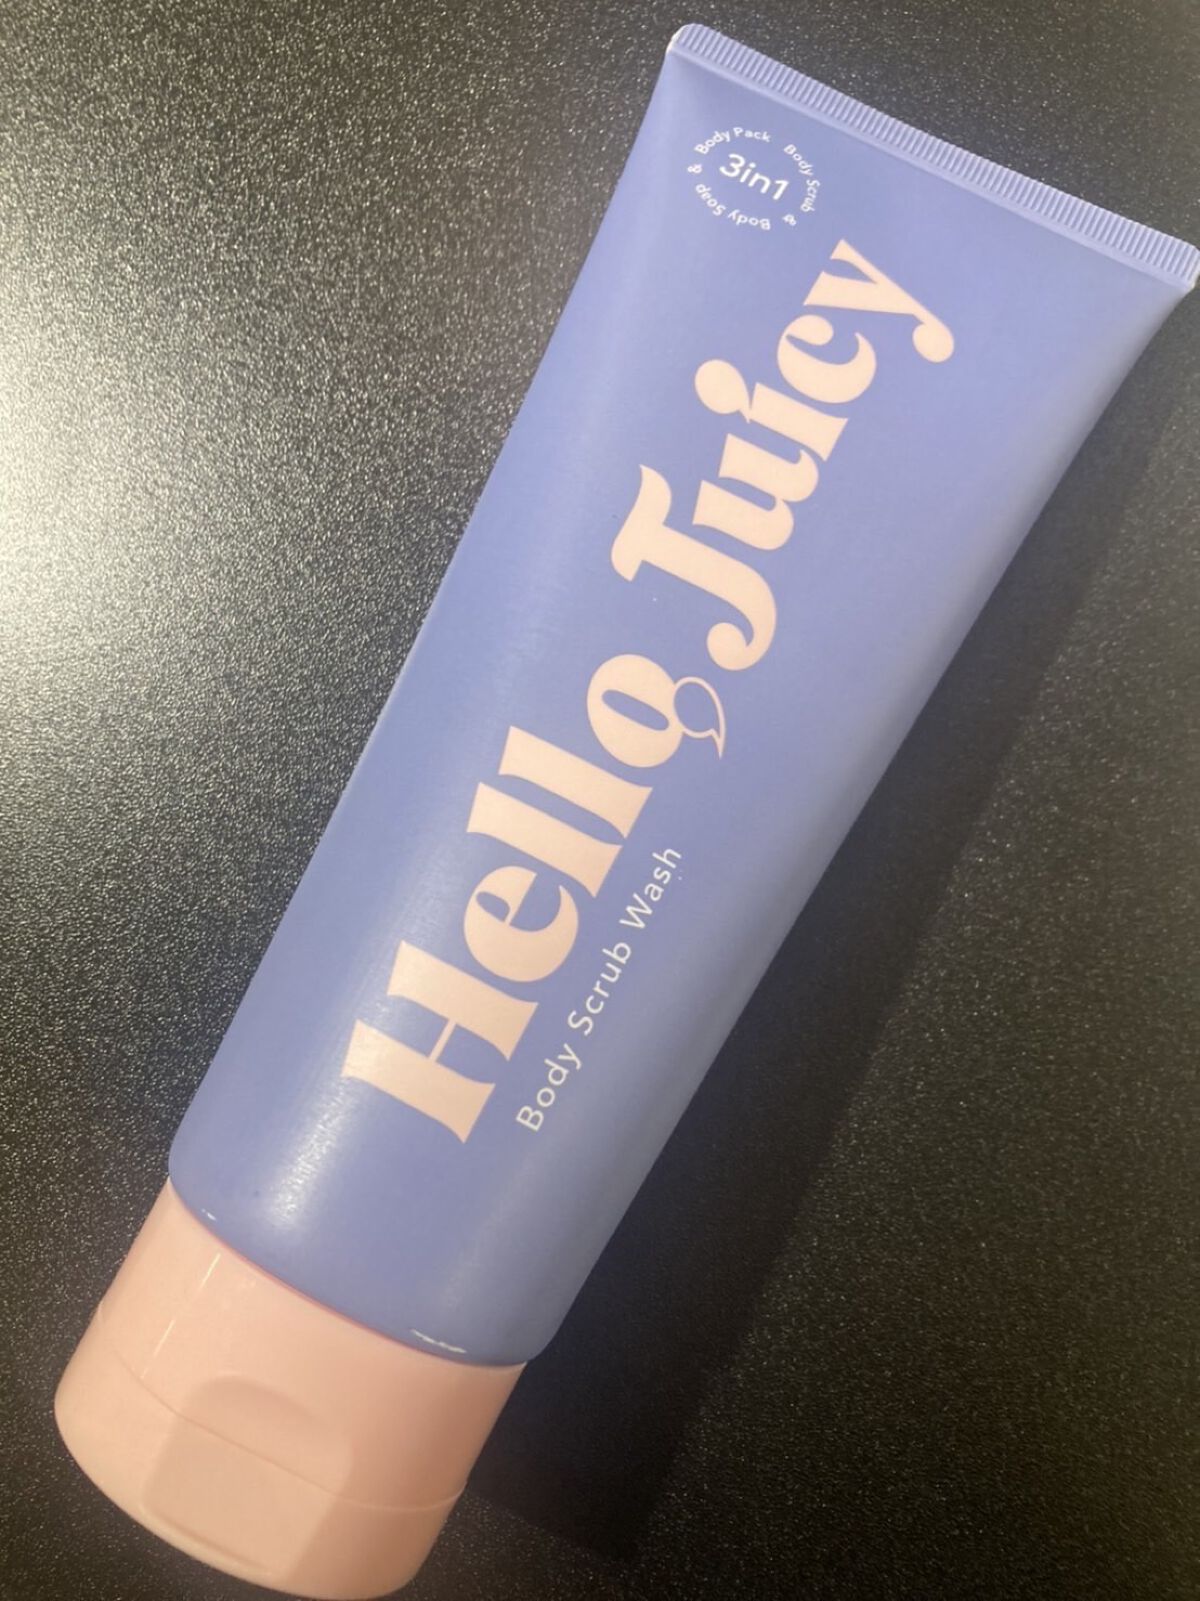 Body Pack
Body Scrub
&
Body Soap
&
3in1
Hello Juicy
Body Scrub Wash